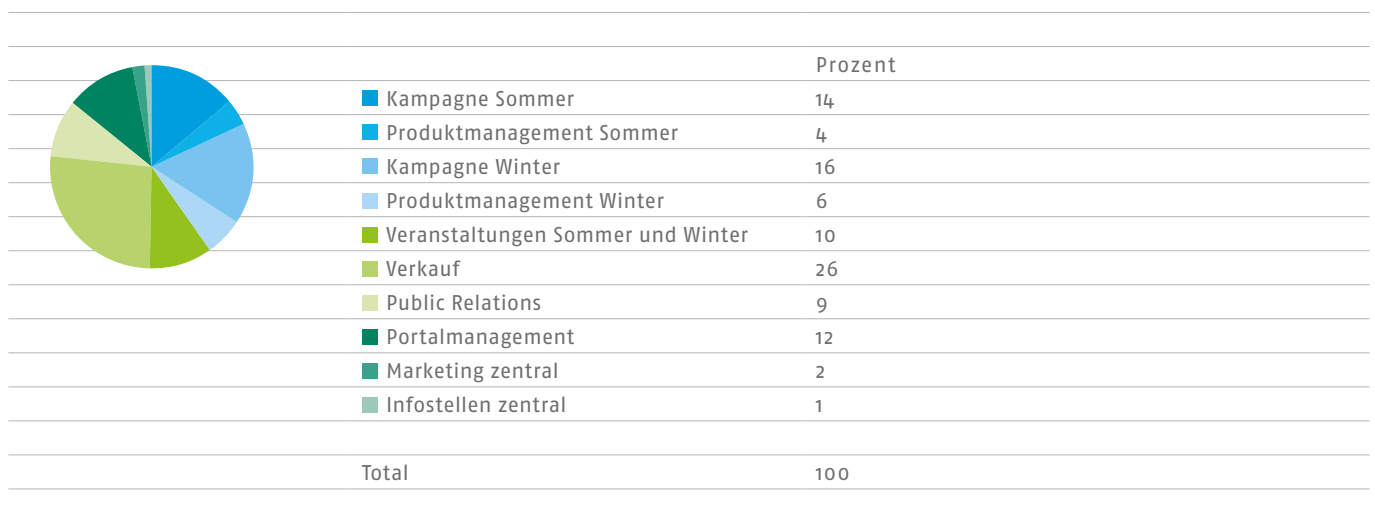 Prozent
Kampagne Sommer 14
Produktmanagement Sommer 4
Kampagne Winter 16
Produktmanagement Winter 6
Veranstaltungen Sommer und Winter 10
Verkauf 26
Public Relations 9
Portalmanagement 12
Marketing zentral 2
Infostellen zentral 1
Total 100